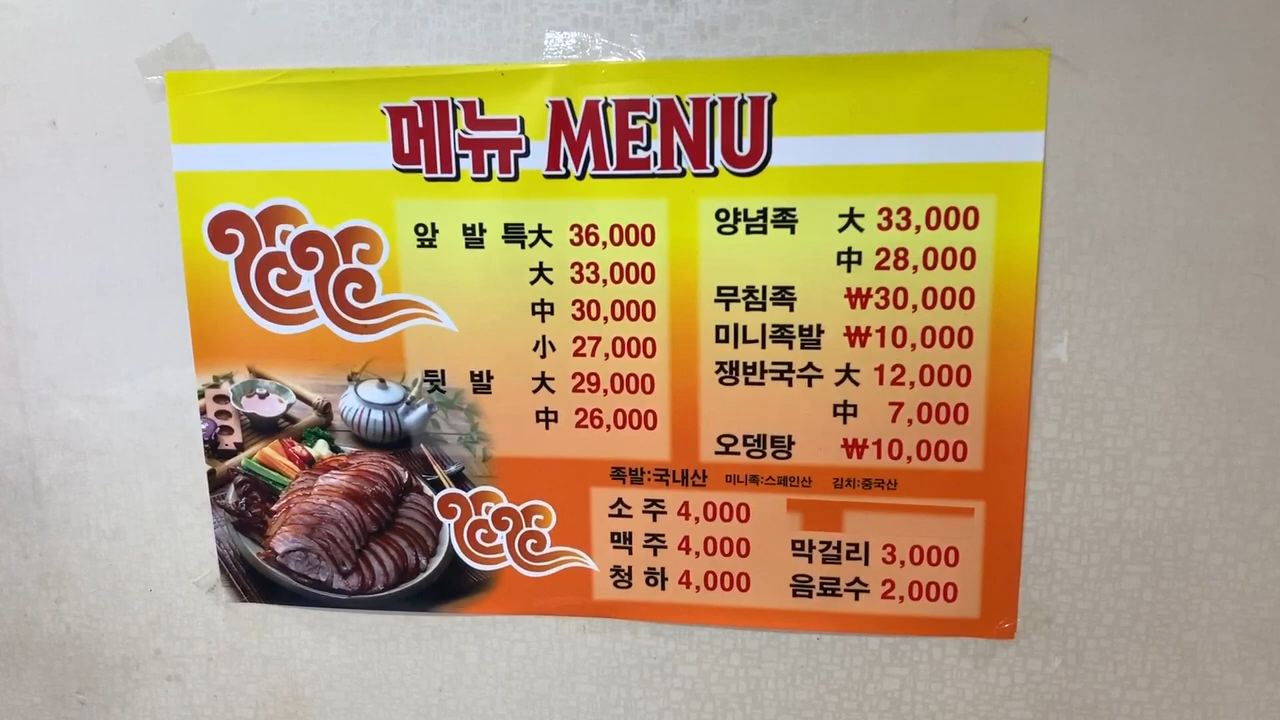 메뉴 MENU
앞 발 특大 36,000
大 33,000
中 30,000
小 27,000
뒷 발 大 29,000
中 26,000
양념족 大 33,000
中 28,000
무침족 ₩30,000
미니족발 ₩10,000
쟁반국수 大 12,000
中 7,000
오뎅탕 ₩10,000
족발:국내산 미니족:스페인산 김치:중국산
소 주 4,000
맥 주 4,000
청 하 4,000
막걸리 3,000
음료수 2,000